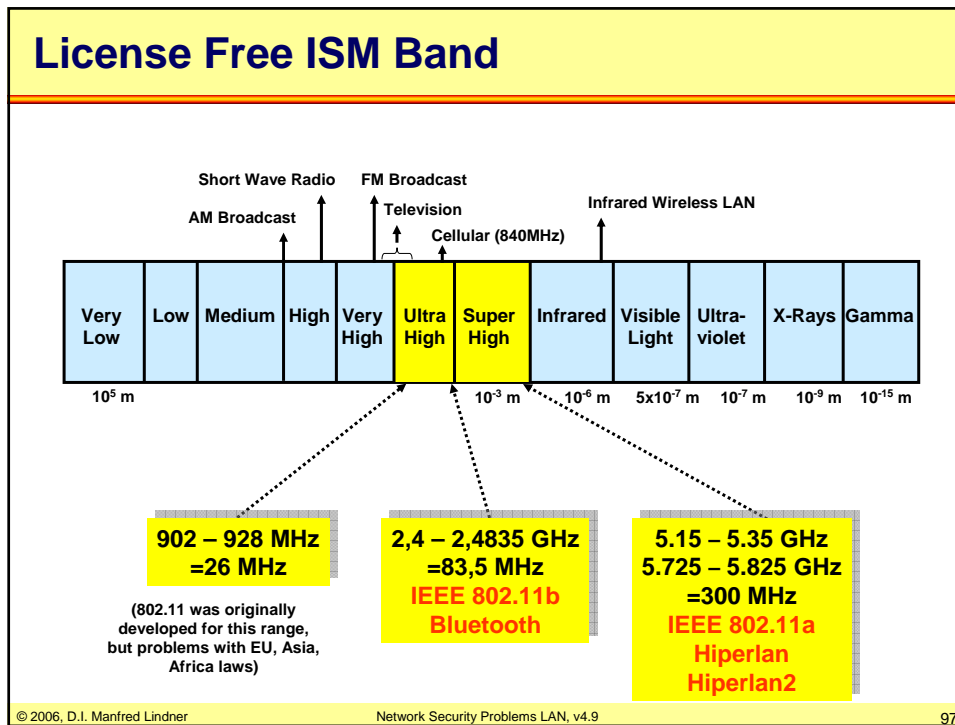 License Free ISM Band
Short Wave Radio
FM Broadcast
AM Broadcast
Television
Cellular (840MHz)
Infrared Wireless LAN
Very
Low
Low
Medium
High
Very
High
Ultra
High
Super
High
Infrared
Visible
Light
Ultra-
violet
X-Rays
Gamma
10⁵ m
10⁻³ m
10⁻⁶ m
5x10⁻⁷ m
10⁻⁷ m
10⁻⁹ m
10⁻¹⁵ m
902 – 928 MHz
=26 MHz
(802.11 was originally
developed for this range,
but problems with EU, Asia,
Africa laws)
2,4 – 2,4835 GHz
=83,5 MHz
IEEE 802.11b
Bluetooth
5.15 – 5.35 GHz
5.725 – 5.825 GHz
=300 MHz
IEEE 802.11a
Hiperlan
Hiperlan2
© 2006, D.I. Manfred Lindner
Network Security Problems LAN, v4.9
97